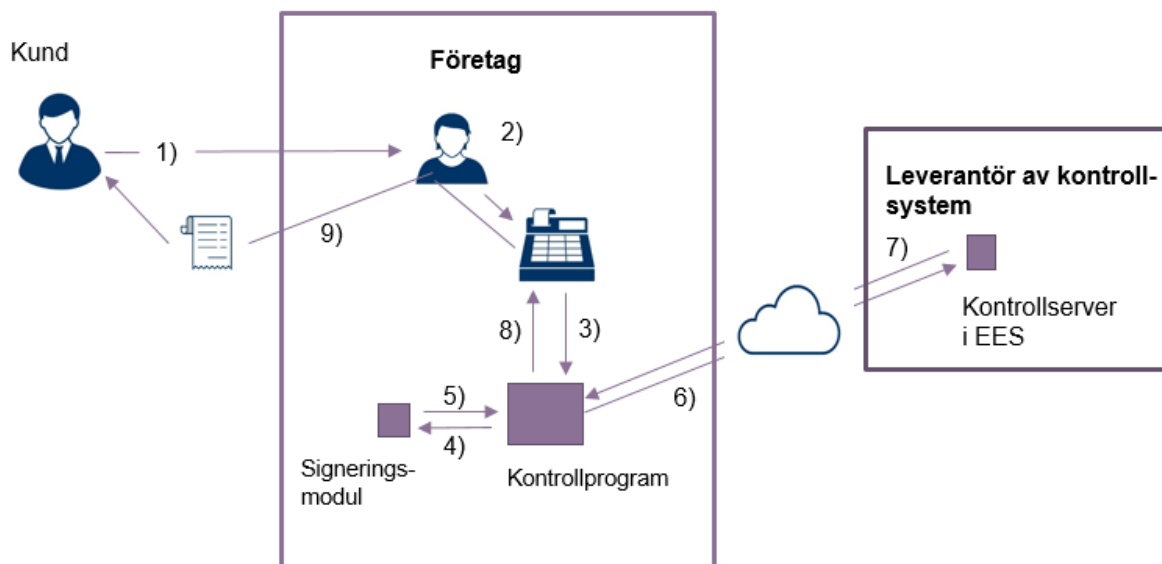 Kund
Företag
1)
2)
9)
8)
3)
5)
4)
6)
Signerings-
modul
Kontrollprogram
Leverantör av kontroll-
system
7)
Kontrollserver
i EES